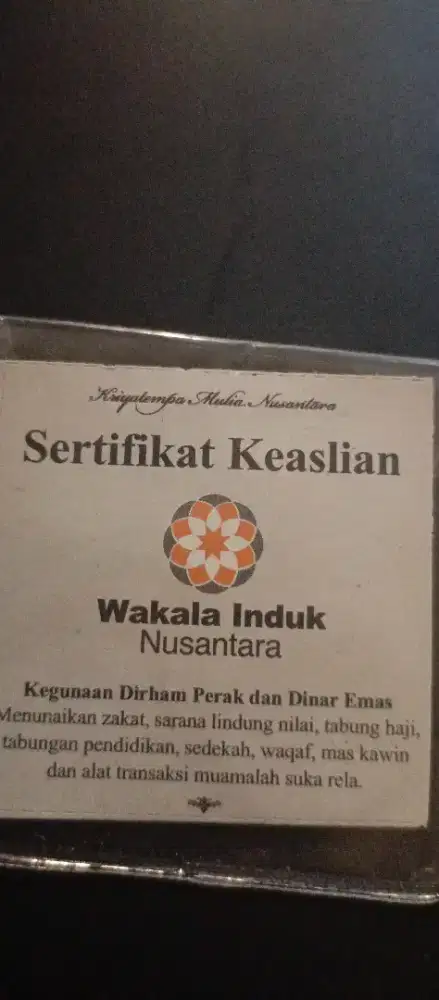 Kriyatempa Mulia Nusantara
Sertifikat Keaslian
Wakala Induk
Nusantara
Kegunaan Dirham Perak dan Dinar Emas
Menunaikan zakat, sarana lindung nilai, tabung haji,
tabungan pendidikan, sedekah, waqaf, mas kawin
dan alat transaksi muamalah suka rela.